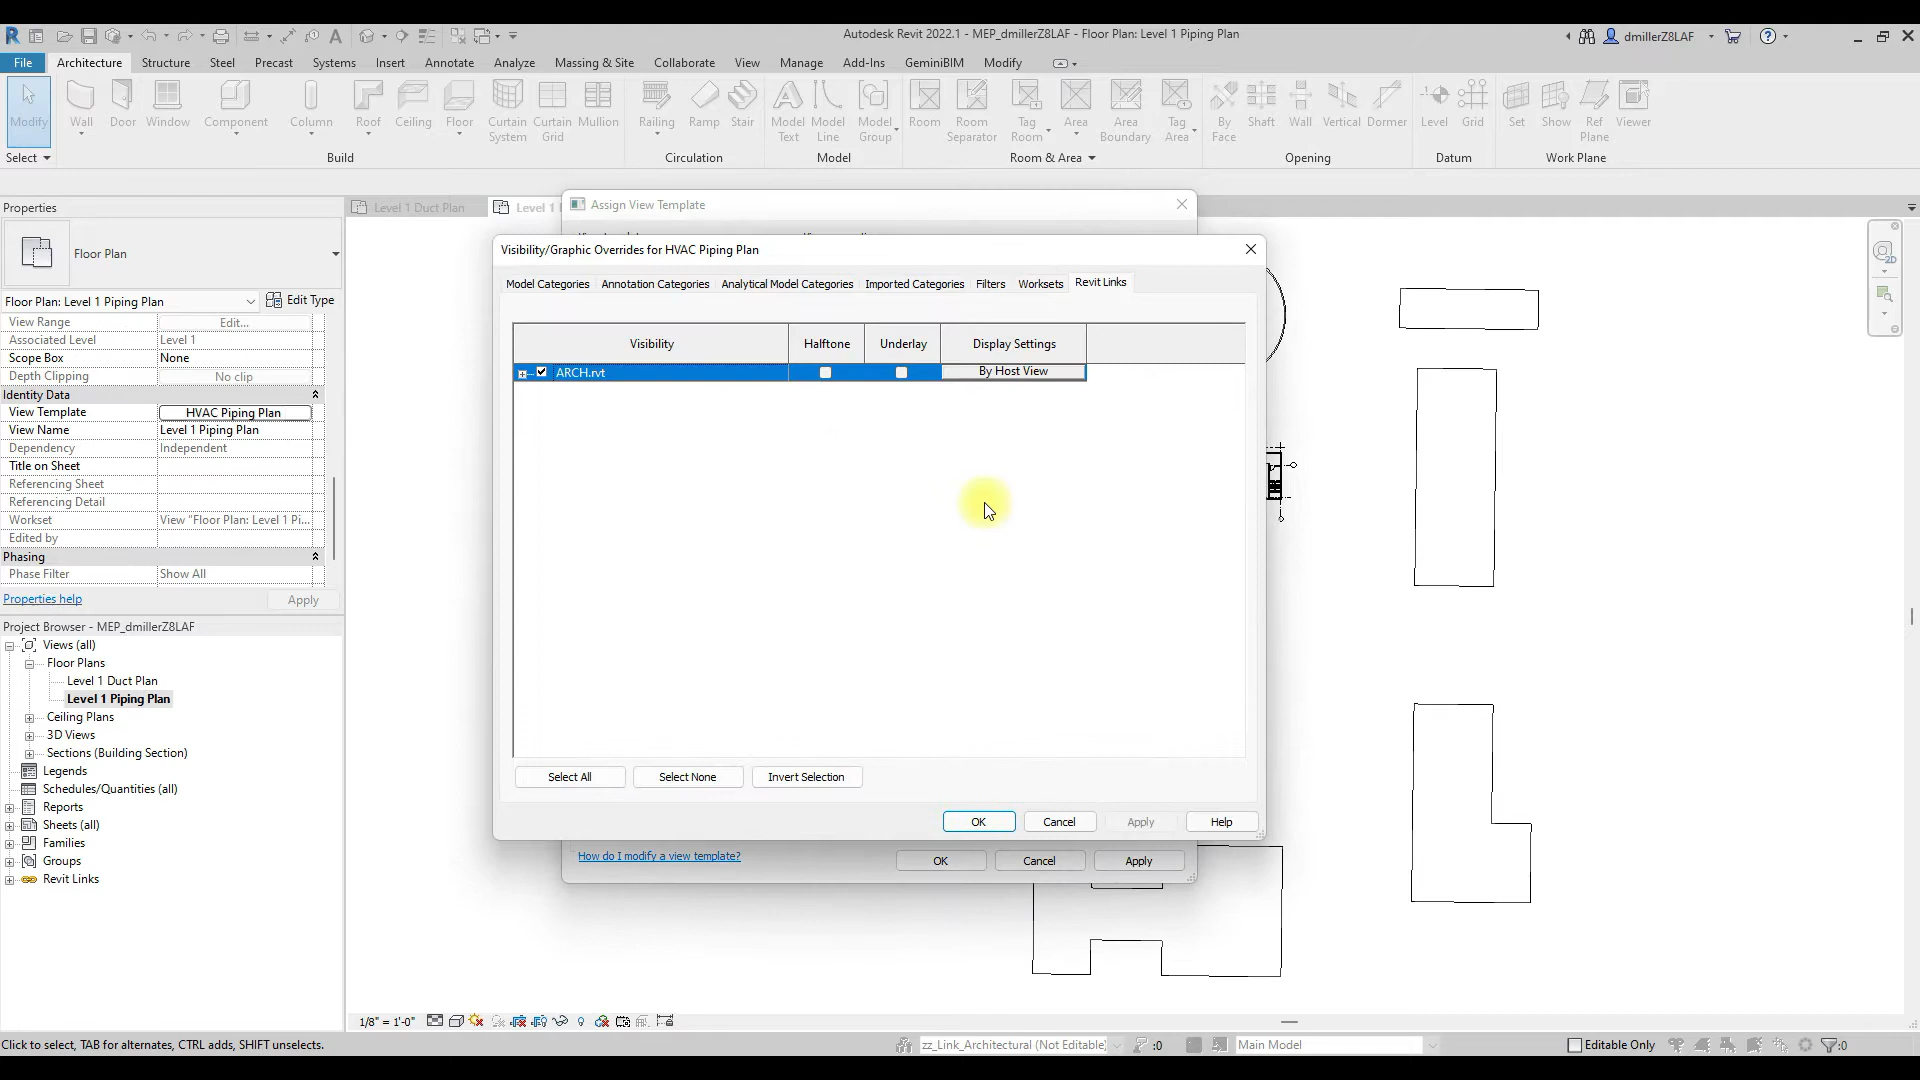 Autodesk Revit 2022.1 - MEP_dmillerZ8LAF - Floor Plan: Level 1 Piping Plan
dmillerZ8LAF
File Architecture Structure Steel Precast Systems Insert Annotate Analyze Massing & Site Collaborate View Manage Add-Ins GeminiBIM Modify
Modify Wall Door Window Component Column Roof Ceiling Floor Curtain System Curtain Grid Mullion Railing Ramp Stair Model Text Model Line Model Group Room Room Separator Tag Room Area Area Boundary Tag Area By Face Shaft Wall Vertical Dormer Level Grid Set Show Ref Plane Viewer
Select Build Circulation Model Room & Area Opening Datum Work Plane
Properties
Level 1 Duct Plan
Level 1
Floor Plan
Floor Plan: Level 1 Piping Plan
Edit Type
View Range Edit...
Associated Level Level 1
Scope Box None
Depth Clipping No clip
Identity Data
View Template HVAC Piping Plan
View Name Level 1 Piping Plan
Dependency Independent
Title on Sheet
Referencing Sheet
Referencing Detail
Workset View "Floor Plan: Level 1 Pi...
Edited by
Phasing
Phase Filter Show All
Properties help
Apply
Project Browser - MEP_dmillerZ8LAF
Views (all)
Floor Plans
Level 1 Duct Plan
Level 1 Piping Plan
Ceiling Plans
3D Views
Sections (Building Section)
Legends
Schedules/Quantities (all)
Reports
Sheets (all)
Families
Groups
Revit Links
Assign View Template
Visibility/Graphic Overrides for HVAC Piping Plan
Model Categories Annotation Categories Analytical Model Categories Imported Categories Filters Worksets Revit Links
Visibility Halftone Underlay Display Settings
ARCH.rvt By Host View
Select All Select None Invert Selection
OK Cancel Apply Help
How do I modify a view template?
OK Cancel Apply
2D
1/8" = 1'-0"
Click to select, TAB for alternates, CTRL adds, SHIFT unselects.
zz_Link_Architectural (Not Editable)
:0
Main Model
Editable Only
:0